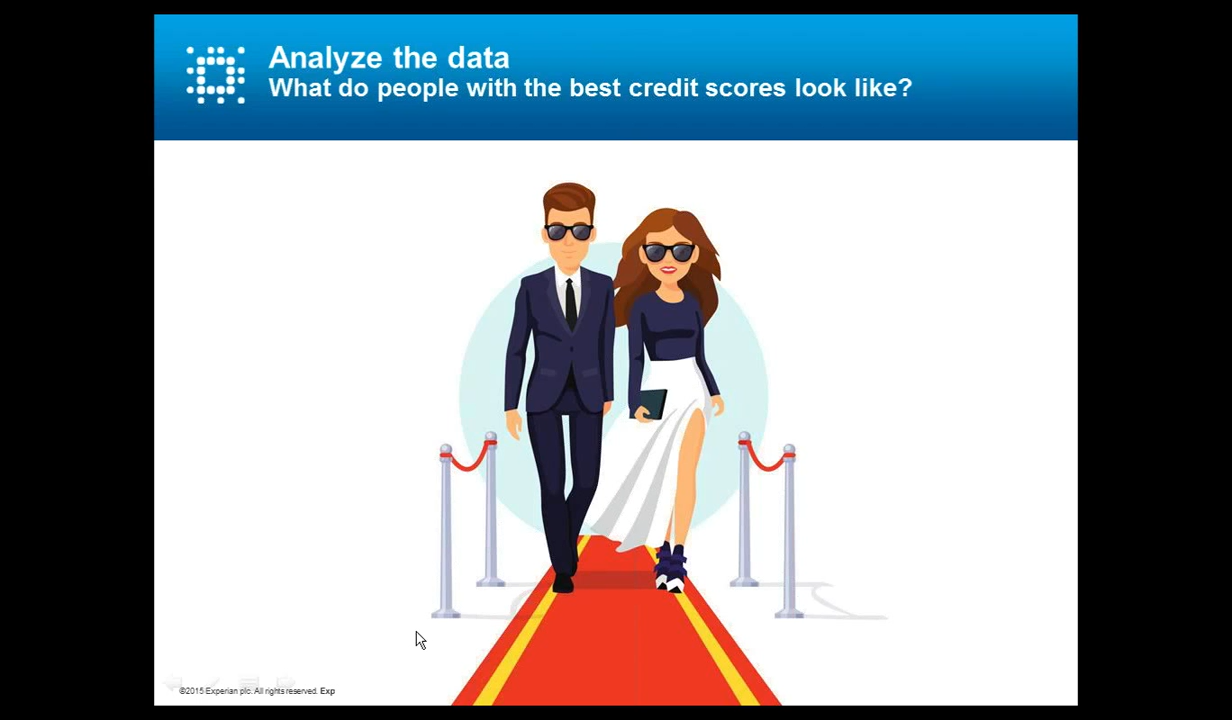 Analyze the data
What do people with the best credit scores look like?
©2015 Experian plc. All rights reserved. Exp